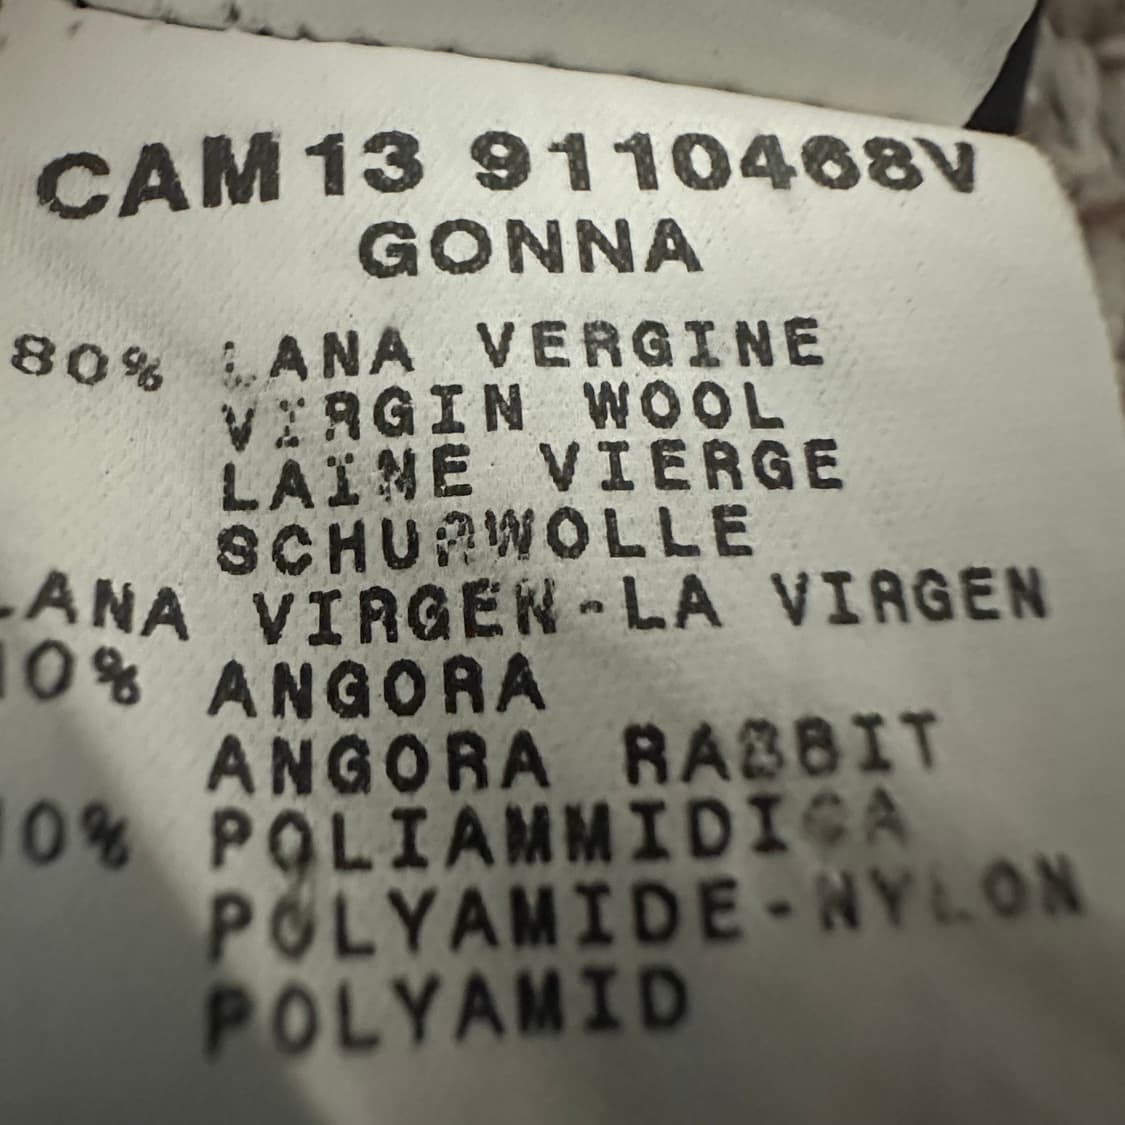 CAM13 9110468V
GONNA
80% LANA VERGINE
VIRGIN WOOL
LAINE VIERGE
SCHURWOLLE
LANA VIRGEN-LA VIRGEN
10% ANGORA
ANGORA RABBIT
10% POLIAMMIDICA
POLYAMIDE-NYLON
POLYAMID